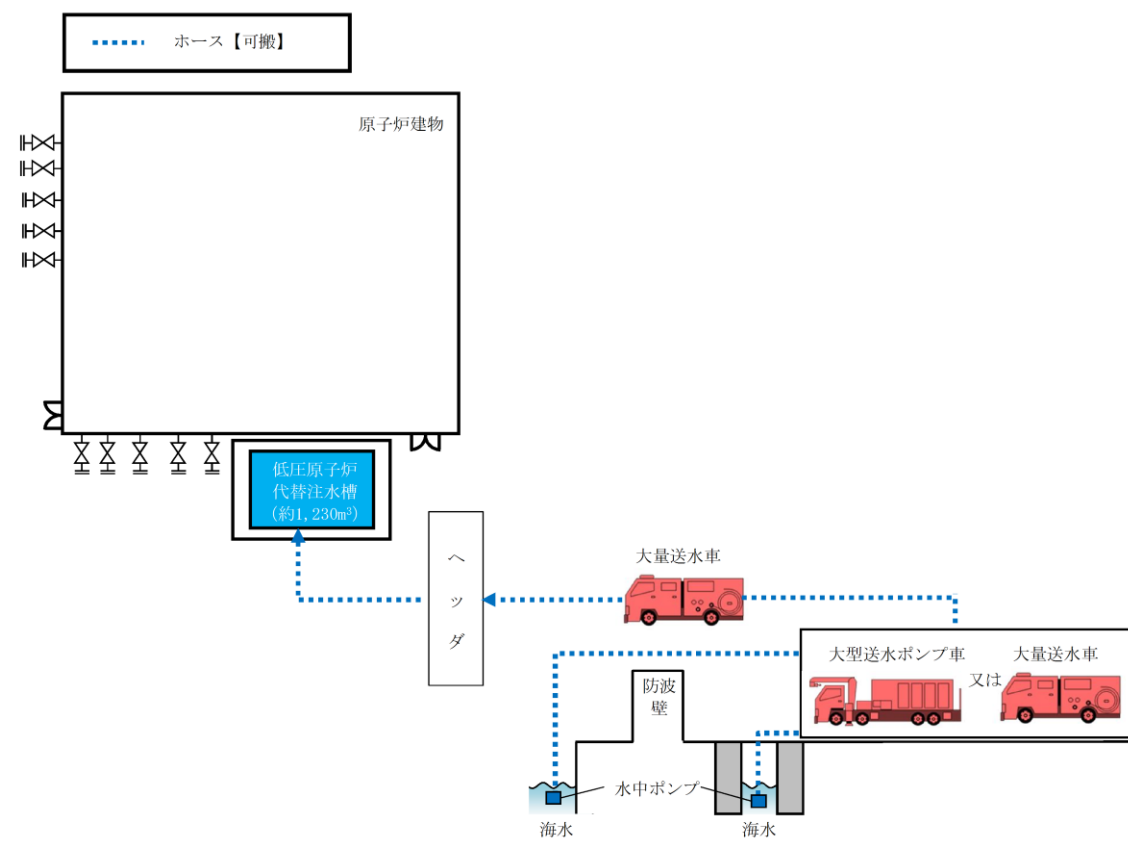 ホース【可搬】
原子炉建物
低圧原子炉
代替注水槽
(約1,230m³)
ヘッダ
大量送水車
大型送水ポンプ車
又は
大量送水車
防波
壁
水中ポンプ
海水
海水